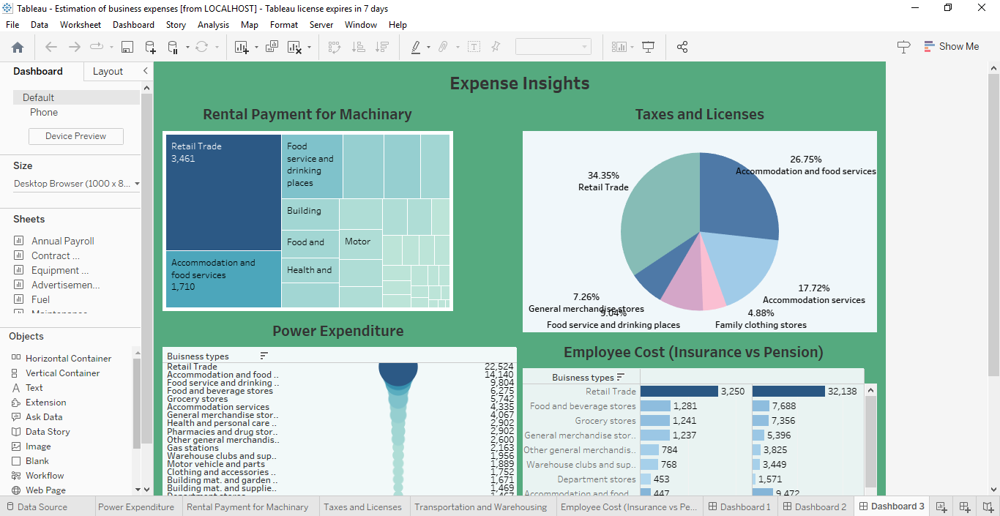 Tableau - Estimation of business expenses [from LOCALHOST] - Tableau license expires in 7 days
File Data Worksheet Dashboard Story Analysis Map Format Server Window Help
Show Me
Dashboard Layout
Default
Phone
Device Preview
Size
Desktop Browser (1000 x 8...
Sheets
Annual Payroll
Contract ...
Equipment ...
Advertisemen...
Fuel
Maintenance
Objects
Horizontal Container
Vertical Container
Text
Extension
Ask Data
Data Story
Image
Blank
Workflow
Web Page
Expense Insights
Rental Payment for Machinary
Retail Trade
3,461
Food
service and
drinking
places
Building
Food and
Motor
Health and
Accommodation and
food services
1,710
Taxes and Licenses
26.75%
Accommodation and food services
34.35%
Retail Trade
17.72%
Accommodation services
7.26%
General merchandise stores
9.04%
Food service and drinking places
4.88%
Family clothing stores
Power Expenditure
Buisness types
Retail Trade 22,524
Accommodation and food .. 14,140
Food service and drinking .. 9,804
Food and beverage stores 6,275
Grocery stores 5,742
Accommodation services 4,335
General merchandise stor.. 4,067
Health and personal care .. 2,902
Pharmacies and drug stor.. 2,902
Other general merchandis.. 2,600
Gas stations 2,163
Warehouse clubs and sup.. 1,956
Motor vehicle and parts 1,889
Clothing and accessories .. 1,752
Building mat. and garden .. 1,671
Building mat. and supplie.. 1,469
Department stores 1,467
Employee Cost (Insurance vs Pension)
Buisness types
Retail Trade 3,250 32,138
Food and beverage stores 1,281 7,688
Grocery stores 1,241 7,356
General merchandise stor.. 1,237 5,396
Other general merchandis.. 784 3,825
Warehouse clubs and sup.. 768 3,449
Department stores 453 1,571
Accommodation and food 447 9,472
Data Source Power Expenditure Rental Payment for Machinary Taxes and Licenses Transportation and Warehousing Employee Cost (Insurance vs Pe... Dashboard 1 Dashboard 2 Dashboard 3